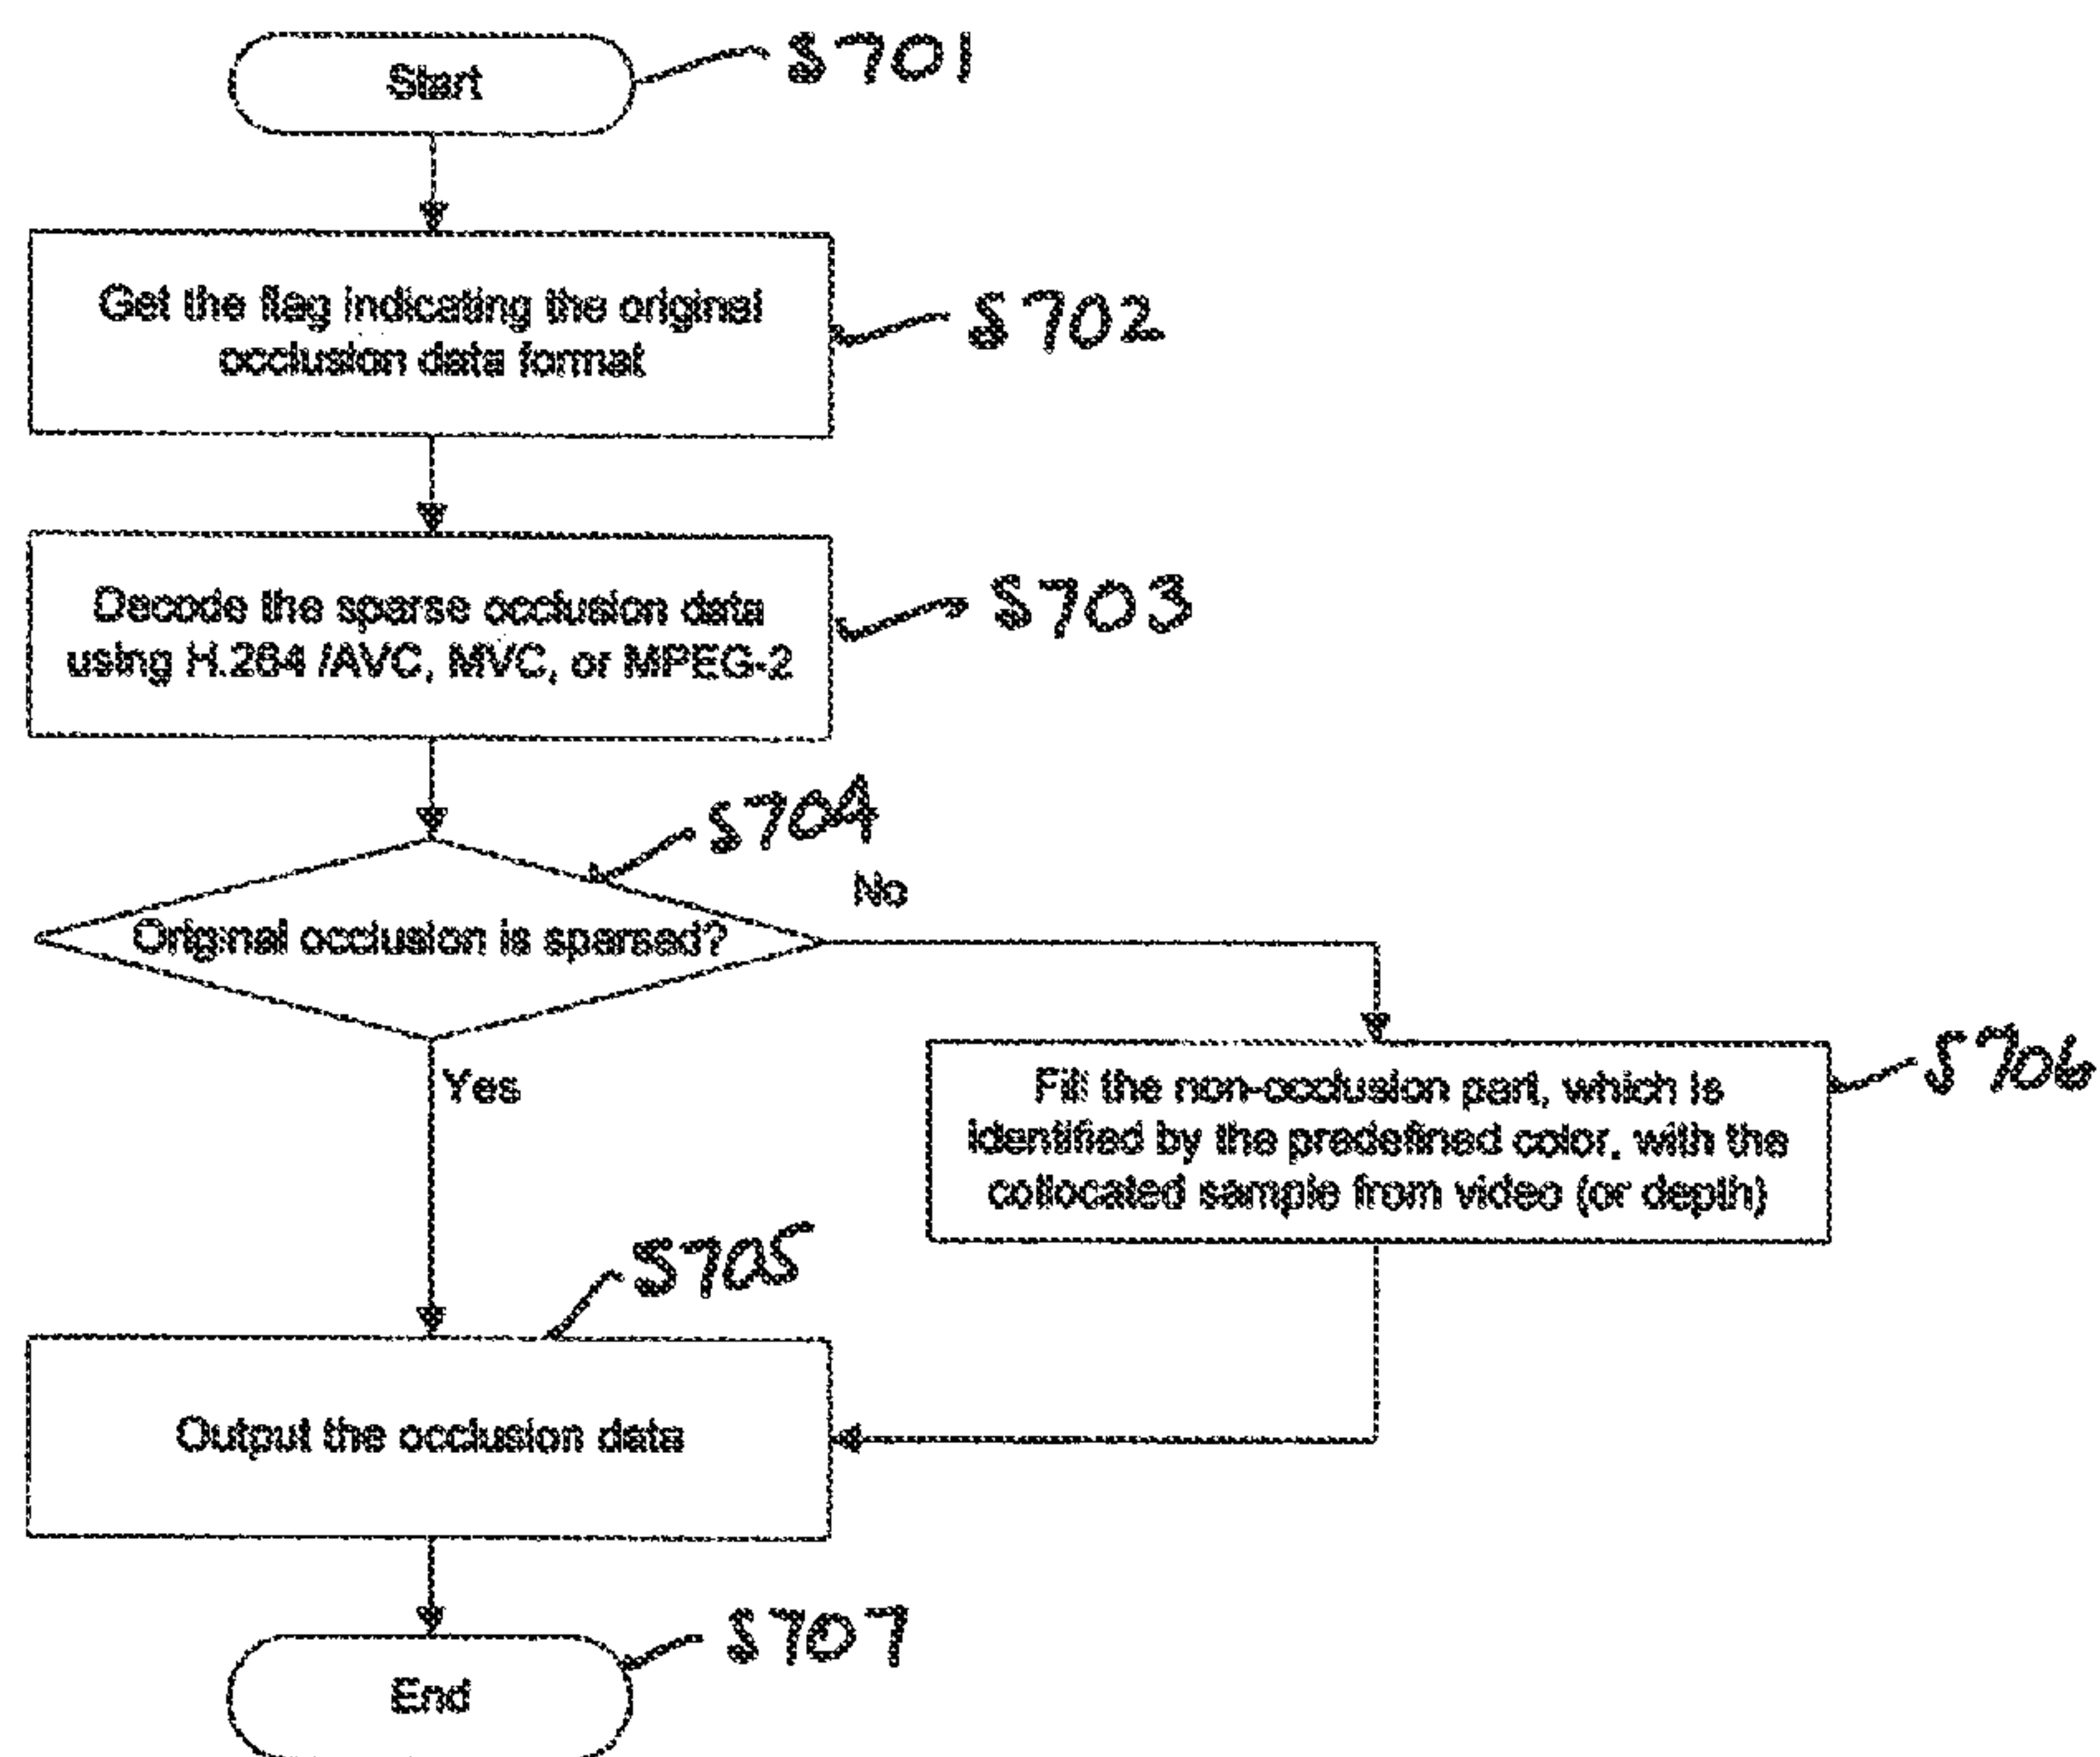 Start
S701
Get the flag indicating the original
occlusion data format
S702
Decode the sparse occlusion data
using H.264 /AVC, MVC, or MPEG-2
S703
S704
No
Original occlusion is sparsed?
Yes
Fill the non-occlusion part, which is
identified by the predefined color, with the
collocated sample from video (or depth)
S706
S705
Output the occlusion data
S707
End